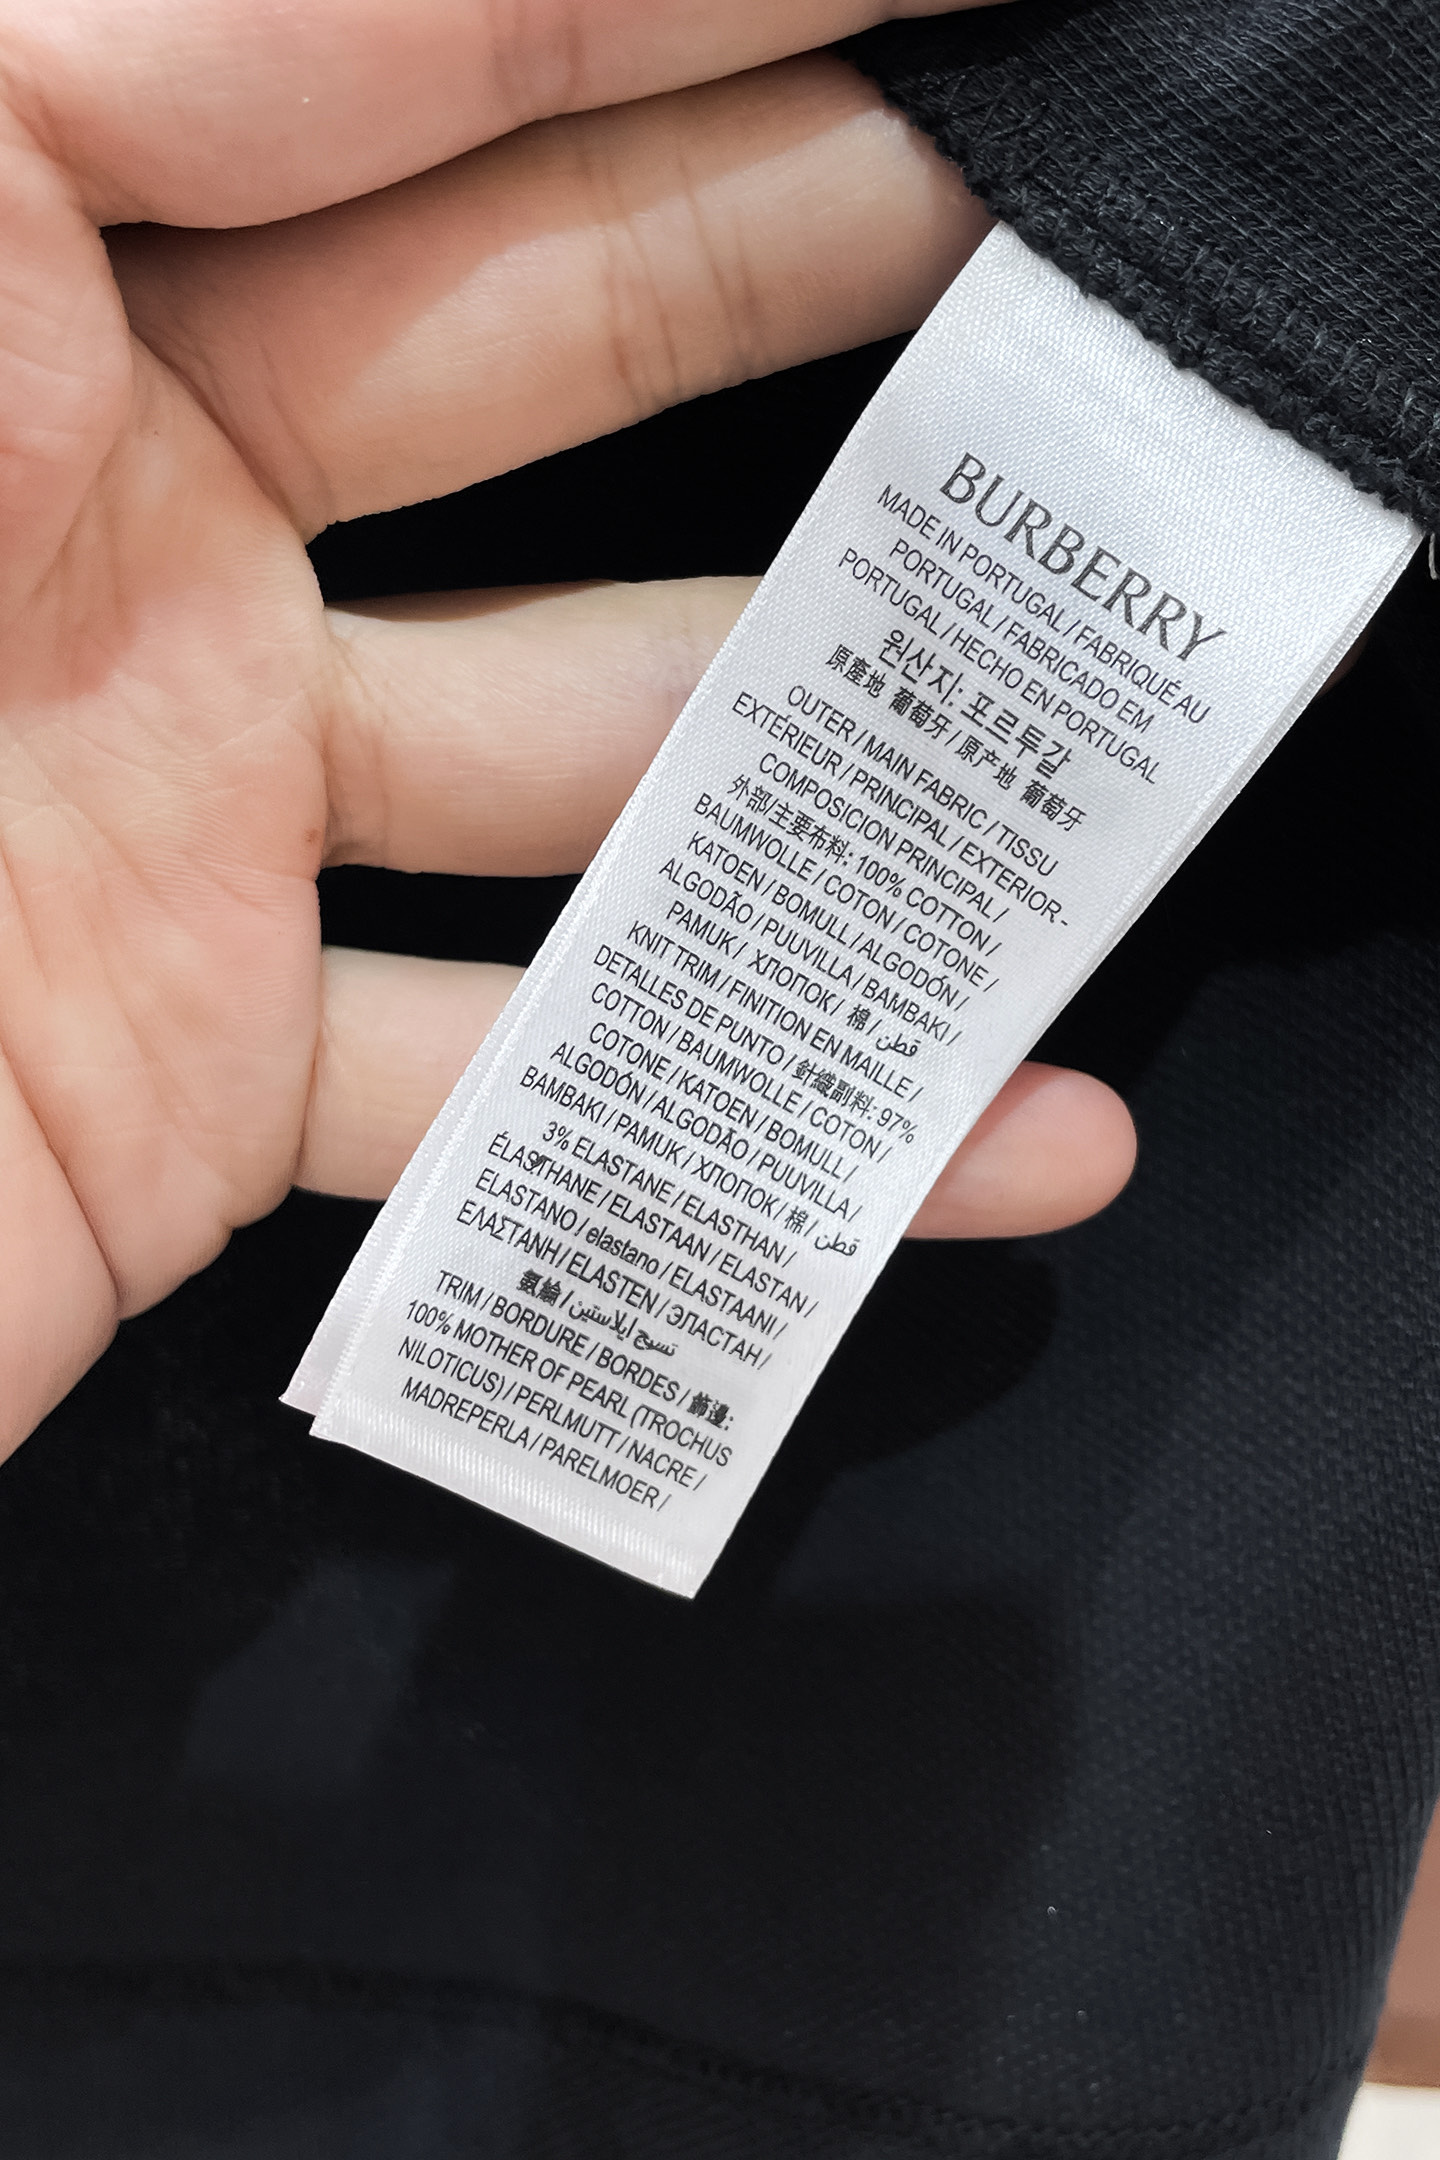 BURBERRY
MADE IN PORTUGAL / FABRIQUÉ AU
PORTUGAL / FABRICADO EM
PORTUGAL / HECHO EN PORTUGAL
원산지: 포르투갈
原產地 葡萄牙 / 原产地 葡萄牙
OUTER / MAIN FABRIC / TISSU
EXTÉRIEUR / PRINCIPAL / EXTERIOR-
COMPOSICION PRINCIPAL /
外部/主要布料: 100% COTTON /
BAUMWOLLE / COTON / COTONE /
KATOEN / BOMULL / ALGODÓN /
ALGODÃO / PUUVILLA / BAMBAKI /
PAMUK / ХЛОПОК / 棉 / قطن
KNIT TRIM / FINITION EN MAILLE /
DETALLES DE PUNTO / 針織副料: 97%
COTTON / BAUMWOLLE / COTON /
COTONE / KATOEN / BOMULL /
ALGODÓN / ALGODÃO / PUUVILLA /
BAMBAKI / PAMUK / ХЛОПОК / 棉 / قطن
3% ELASTANE / ELASTHAN /
ÉLASTHANE / ELASTAAN / ELASTAN /
ELASTANO / elastano / ELASTAANI /
ΕΛΑΣΤΑΝΗ / ELASTEN / ЭЛАСТАН /
氨綸 / نسيج ايلاستين
TRIM / BORDURE / BORDES / 飾邊:
100% MOTHER OF PEARL (TROCHUS
NILOTICUS) / PERLMUTT / NACRE /
MADREPERLA / PARELMOER /